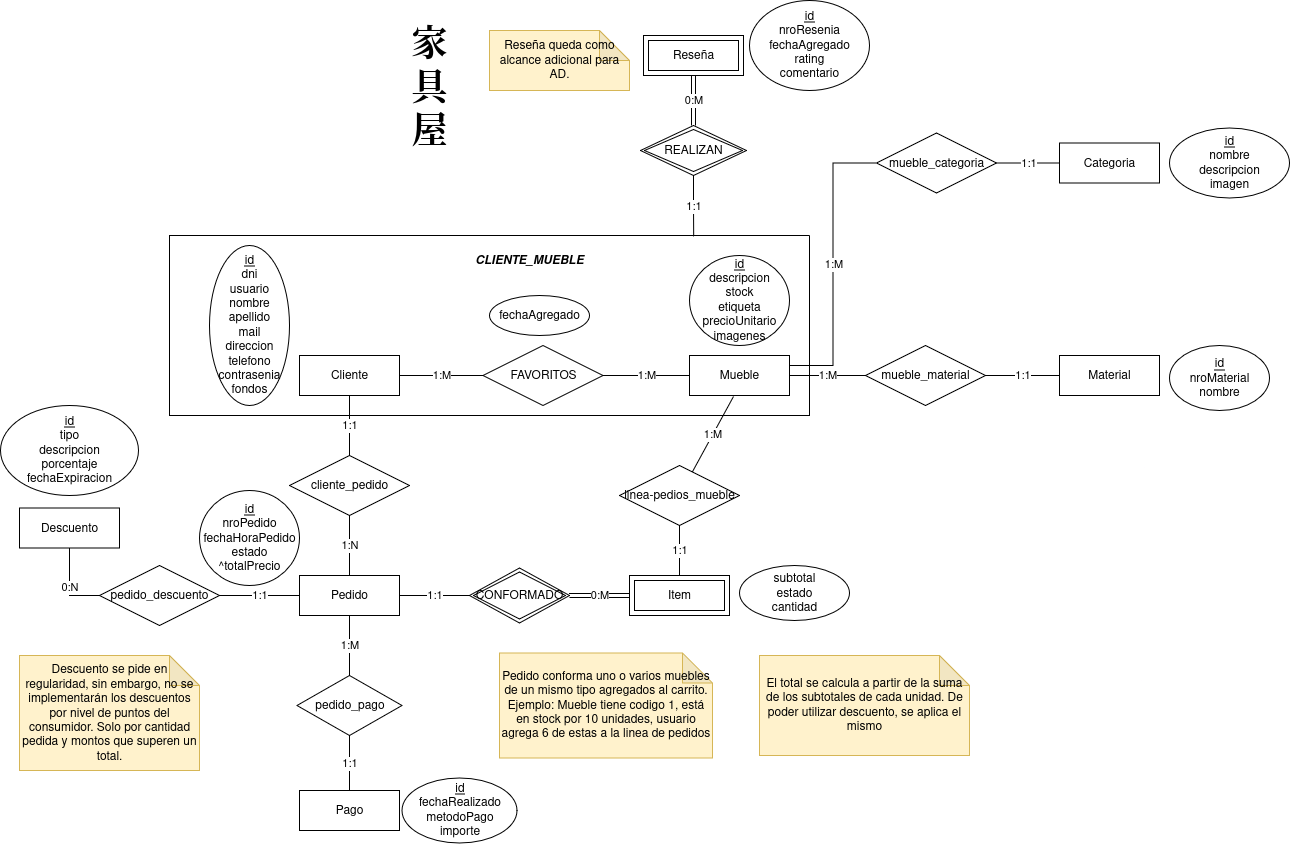 家
具
屋
Reseña queda como
alcance adicional para
AD.
Reseña
id
nroResenia
fechaAgregado
rating
comentario
0:M
REALIZAN
1:1
mueble_categoria
1:1
Categoria
id
nombre
descripcion
imagen
1:M
CLIENTE_MUEBLE
id
dni
usuario
nombre
apellido
mail
direccion
telefono
contrasenia
fondos
fechaAgregado
id
descripcion
stock
etiqueta
precioUnitario
imagenes
Cliente
1:M
FAVORITOS
1:M
Mueble
1:M
mueble_material
1:1
Material
id
nroMaterial
nombre
1:1
1:M
id
tipo
descripcion
porcentaje
fechaExpiracion
cliente_pedido
linea-pedios_mueble
Descuento
id
nroPedido
fechaHoraPedido
estado
^totalPrecio
1:N
1:1
0:N
pedido_descuento
1:1
Pedido
1:1
CONFORMADO
0:M
Item
subtotal
estado
cantidad
1:M
Descuento se pide en
regularidad, sin embargo, no se
implementarán los descuentos
por nivel de puntos del
consumidor. Solo por cantidad
pedida y montos que superen un
total.
pedido_pago
Pedido conforma uno o varios muebles
de un mismo tipo agregados al carrito.
Ejemplo: Mueble tiene codigo 1, está
en stock por 10 unidades, usuario
agrega 6 de estas a la linea de pedidos
El total se calcula a partir de la suma
de los subtotales de cada unidad. De
poder utilizar descuento, se aplica el
mismo
1:1
Pago
id
fechaRealizado
metodoPago
importe